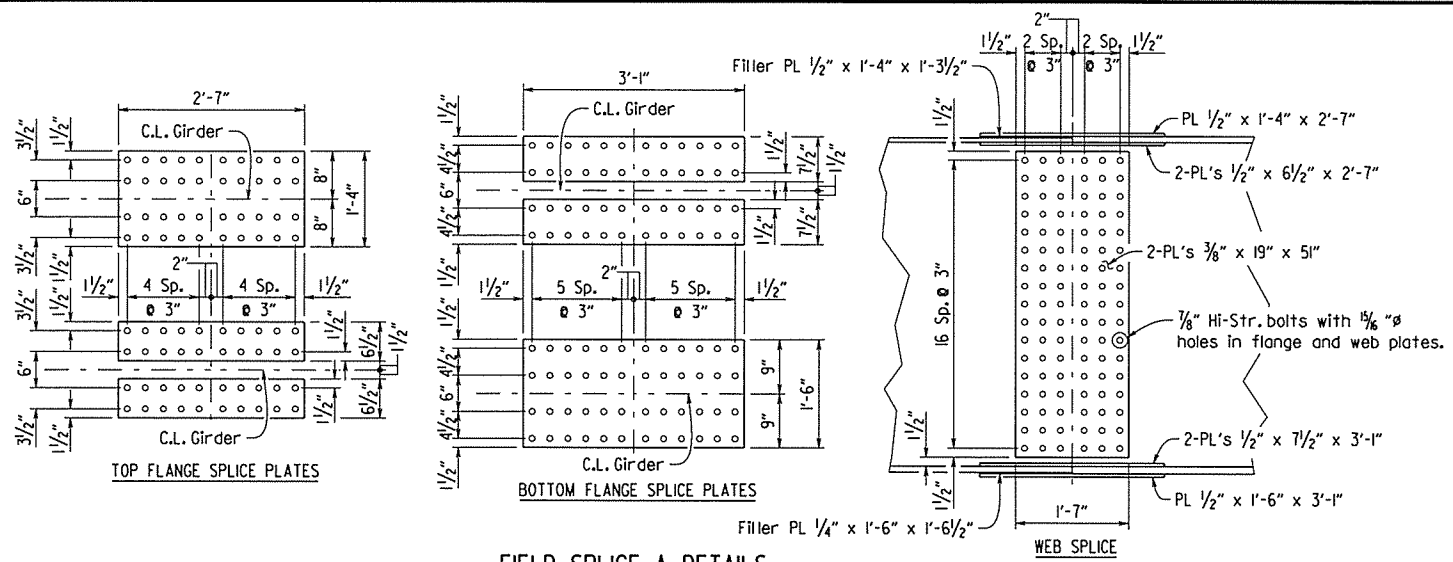 2'-7"
C.L. Girder
3½"
1½"
6"
3½"
1½"
8"
8"
1'-4"
2"
1½"
4 Sp.
@ 3"
4 Sp.
@ 3"
1½"
3½"
1½"
6"
3½"
1½"
1½"
6½"
1½"
1½"
6½"
C.L. Girder
TOP FLANGE SPLICE PLATES
3'-1"
C.L. Girder
1½"
4½"
6"
4½"
1½"
1½"
7½"
1½"
1½"
7½"
2"
1½"
5 Sp.
@ 3"
5 Sp.
@ 3"
1½"
1½"
4½"
6"
4½"
1½"
9"
9"
1'-6"
C.L. Girder
BOTTOM FLANGE SPLICE PLATES
2"
1½"
2 Sp.
@ 3"
2 Sp.
@ 3"
1½"
Filler PL ½" x 1'-4" x 1'-3½"
1½"
PL ½" x 1'-4" x 2'-7"
2-PL's ½" x 6½" x 2'-7"
2-PL's ⅜" x 19" x 51"
16 Sp. @ 3"
⅞" Hi-Str. bolts with 15/16 "ø
holes in flange and web plates.
1½"
1½"
2-PL's ½" x 7½" x 3'-1"
PL ½" x 1'-6" x 3'-1"
Filler PL ¼" x 1'-6" x 1'-6½"
1'-7"
WEB SPLICE
FIELD SPLICE A DETAILS